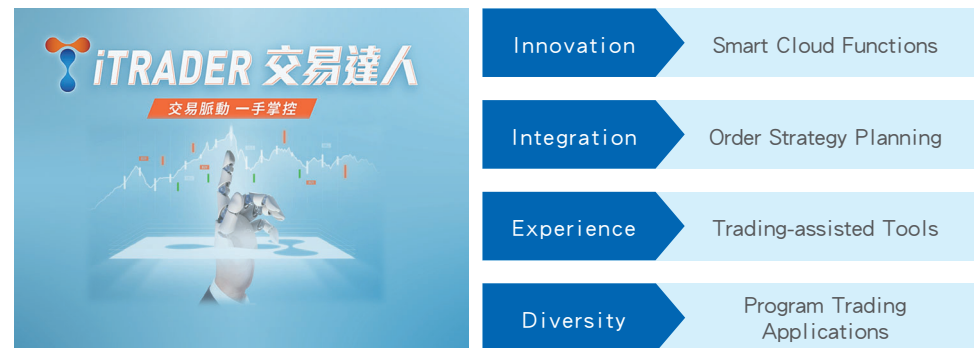 iTRADER 交易達人
交易脈動 一手掌控
Innovation
Smart Cloud Functions
Integration
Order Strategy Planning
Experience
Trading-assisted Tools
Diversity
Program Trading
Applications